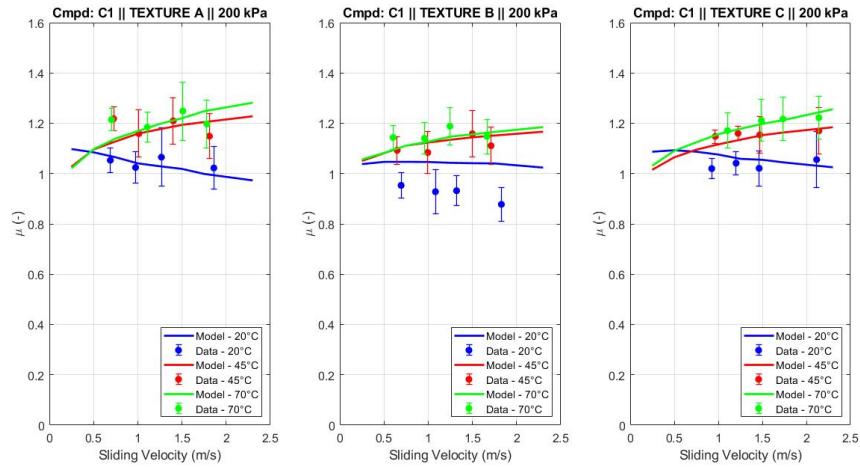 Cmpd: C1 || TEXTURE A || 200 kPa
1.6
1.4
1.2
1
0.8
0.6
0.4
0.2
0
μ (-)
0 0.5 1 1.5 2 2.5
Sliding Velocity (m/s)
Model - 20°C
Data - 20°C
Model - 45°C
Data - 45°C
Model - 70°C
Data - 70°C
Cmpd: C1 || TEXTURE B || 200 kPa
1.6
1.4
1.2
1
0.8
0.6
0.4
0.2
0
μ (-)
0 0.5 1 1.5 2 2.5
Sliding Velocity (m/s)
Model - 20°C
Data - 20°C
Model - 45°C
Data - 45°C
Model - 70°C
Data - 70°C
Cmpd: C1 || TEXTURE C || 200 kPa
1.6
1.4
1.2
1
0.8
0.6
0.4
0.2
0
μ (-)
0 0.5 1 1.5 2 2.5
Sliding Velocity (m/s)
Model - 20°C
Data - 20°C
Model - 45°C
Data - 45°C
Model - 70°C
Data - 70°C